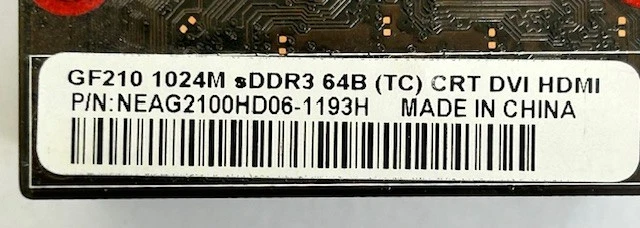 GF210 1024M sDDR3 64B (TC) CRT DVI HDMI
P/N:NEAG2100HD06-1193H MADE IN CHINA